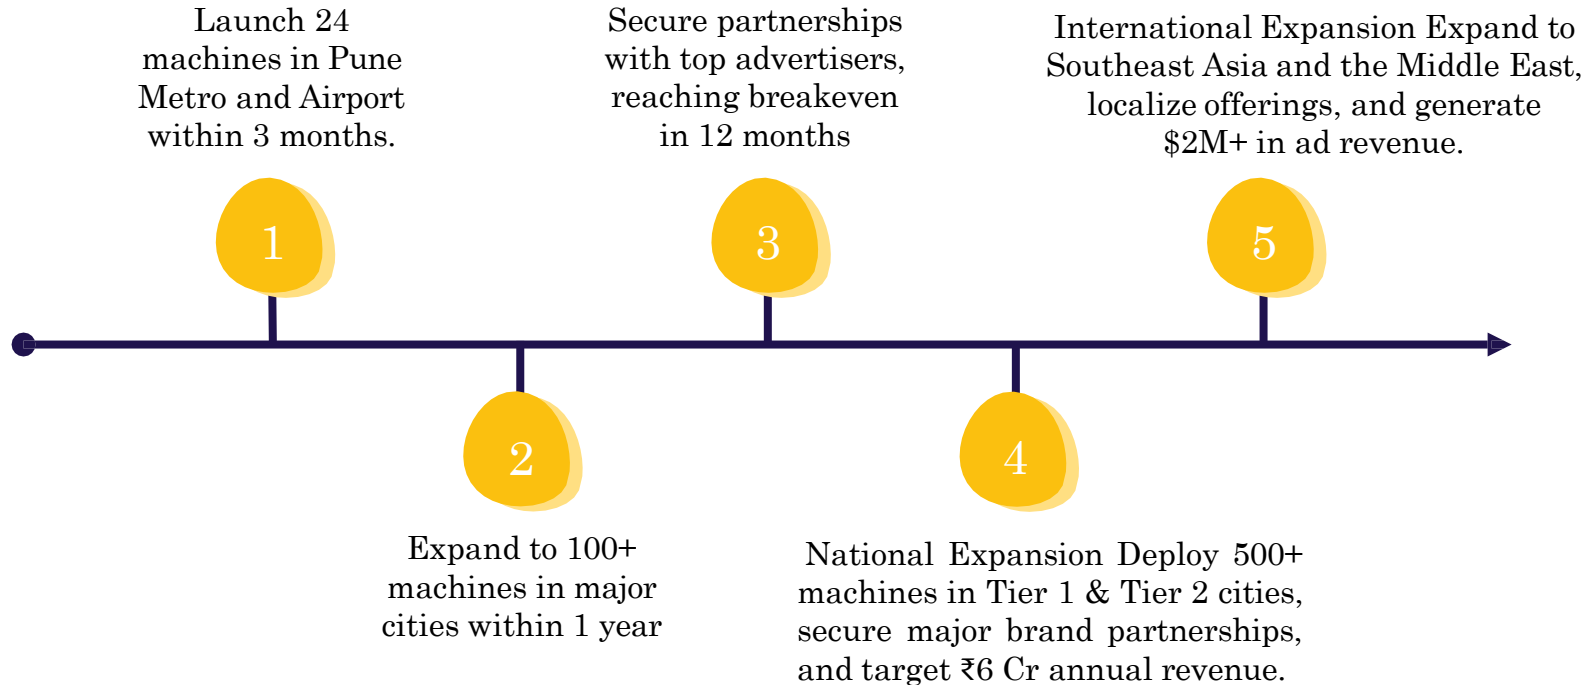 Launch 24
machines in Pune
Metro and Airport
within 3 months.
1
Expand to 100+
machines in major
cities within 1 year
2
Secure partnerships
with top advertisers,
reaching breakeven
in 12 months
3
National Expansion Deploy 500+
machines in Tier 1 & Tier 2 cities,
secure major brand partnerships,
and target ₹6 Cr annual revenue.
4
International Expansion Expand to
Southeast Asia and the Middle East,
localize offerings, and generate
$2M+ in ad revenue.
5